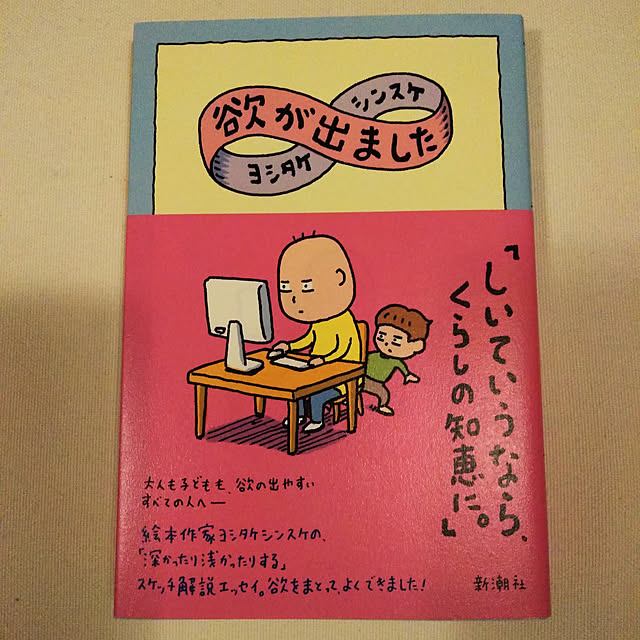 欲が出ました
ヨシタケ
シンスケ
「しいていうなら、
くらしの知恵に。」
大人も子どもも、欲の出やすい
すべての人へ──
絵本作家ヨシタケシンスケの、
「深かったり浅かったりする」
スケッチ解説エッセイ。欲をまとって、よくできました！
新潮社